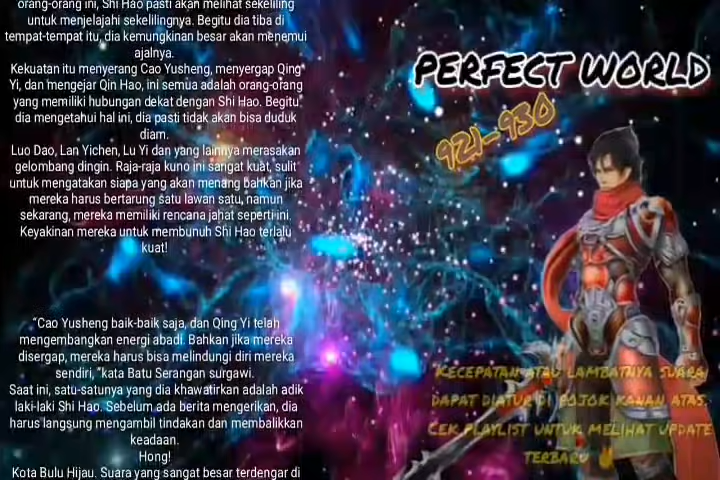 orang-orang ini, Shi Hao pasti akan melihat sekeliling
untuk menjelajahi sekelilingnya. Begitu dia tiba di
tempat-tempat itu, dia kemungkinan besar akan menemui
ajalnya.
Kekuatan itu menyerang Cao Yusheng, menyergap Qing
Yi, dan mengejar Qin Hao, ini semua adalah orang-orang
yang memiliki hubungan dekat dengan Shi Hao. Begitu
dia mengetahui hal ini, dia pasti tidak akan bisa duduk
diam.
Luo Dao, Lan Yichen, Lu Yi dan yang lainnya merasakan
gelombang dingin. Raja-raja kuno ini sangat kuat, sulit
untuk mengatakan siapa yang akan menang bahkan jika
mereka harus bertarung satu lawan satu, namun
sekarang, mereka memiliki rencana jahat seperti ini.
Keyakinan mereka untuk membunuh Shi Hao terlalu
kuat!
“Cao Yusheng baik-baik saja, dan Qing Yi telah
mengembangkan energi abadi. Bahkan jika mereka
disergap, mereka harus bisa melindungi diri mereka
sendiri, “kata Batu Serangan surgawi.
Saat ini, satu-satunya yang dia khawatirkan adalah adik
laki-laki Shi Hao. Sebelum ada berita mengerikan, dia
harus langsung mengambil tindakan dan membalikkan
keadaan.
Hong!
Kota Bulu Hijau. Suara yang sangat besar terdengar di
PERFECT WORLD
921-930
"KECEPATAN ATAU LAMBATNYA SUARA
DAPAT DIATUR DI POJOK KANAN ATAS.
CEK PLAYLIST UNTUK MELIHAT UPDATE
TERBARU